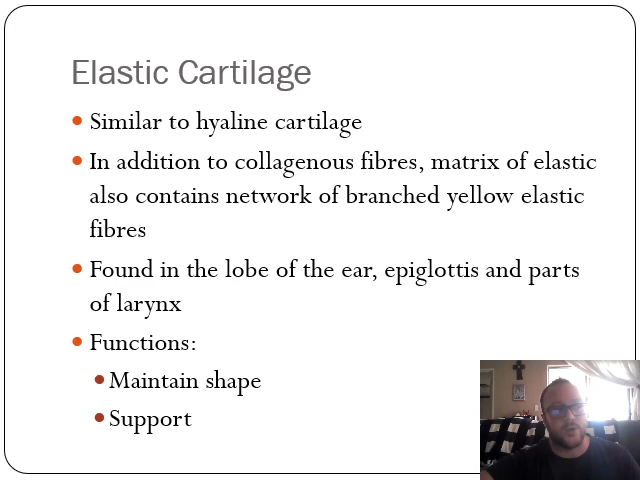 Elastic Cartilage
Similar to hyaline cartilage
In addition to collagenous fibres, matrix of elastic
also contains network of branched yellow elastic
fibres
Found in the lobe of the ear, epiglottis and parts
of larynx
Functions:
Maintain shape
Support